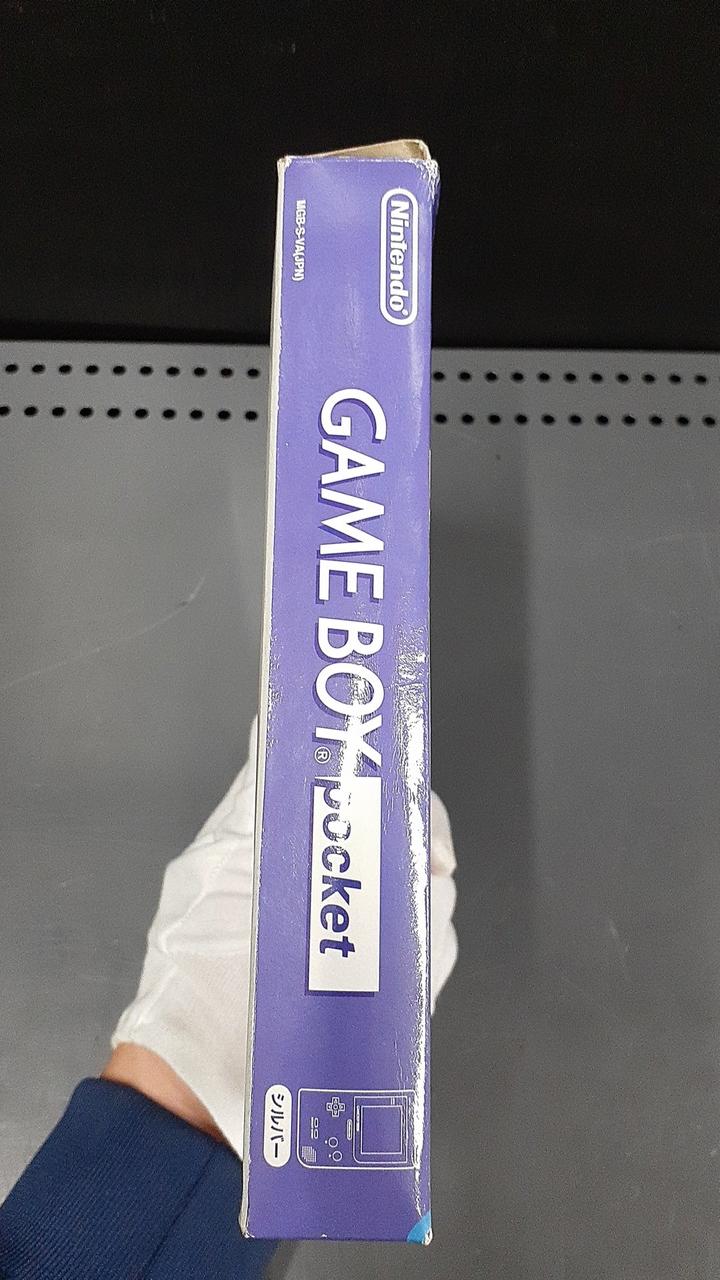 Nintendo®
MGB-S-VA(JPN)
GAME BOY®
pocket
シルバー